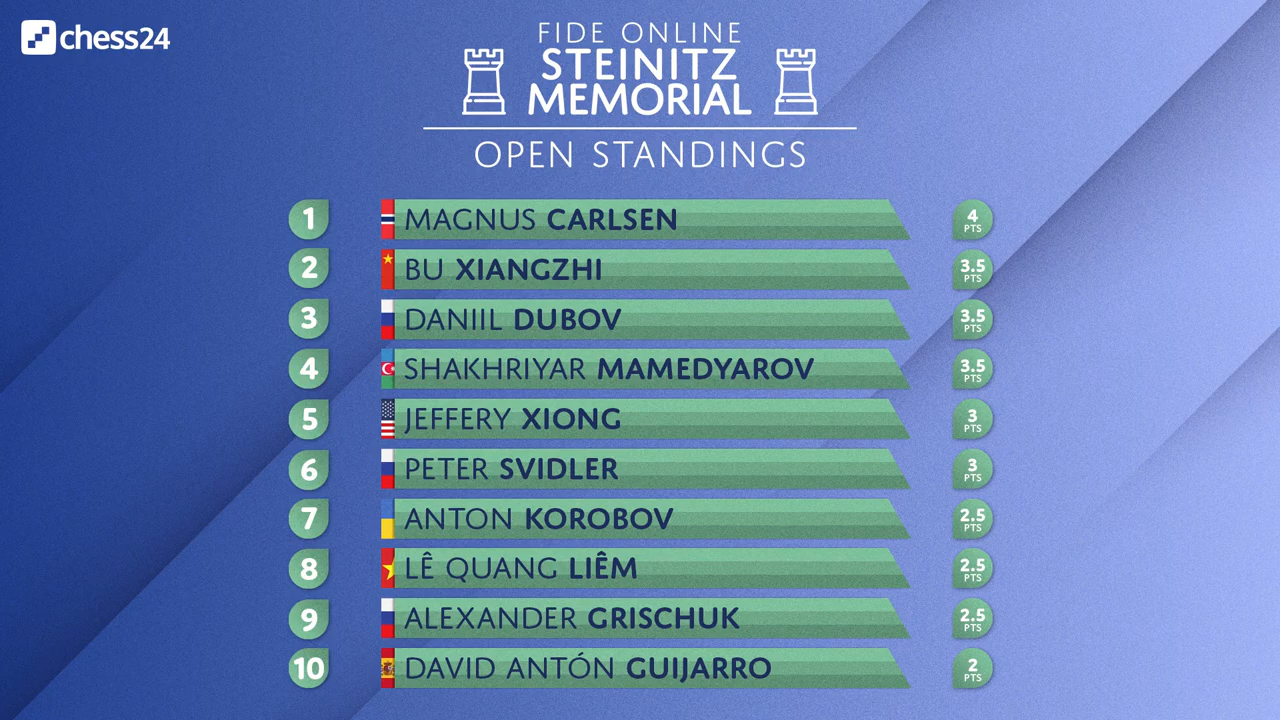 chess24
FIDE ONLINE
STEINITZ
MEMORIAL
OPEN STANDINGS
1 MAGNUS CARLSEN 4 PTS
2 BU XIANGZHI 3.5 PTS
3 DANIIL DUBOV 3.5 PTS
4 SHAKHRIYAR MAMEDYAROV 3.5 PTS
5 JEFFERY XIONG 3 PTS
6 PETER SVIDLER 3 PTS
7 ANTON KOROBOV 2.5 PTS
8 LÊ QUANG LIÊM 2.5 PTS
9 ALEXANDER GRISCHUK 2.5 PTS
10 DAVID ANTÓN GUIJARRO 2 PTS